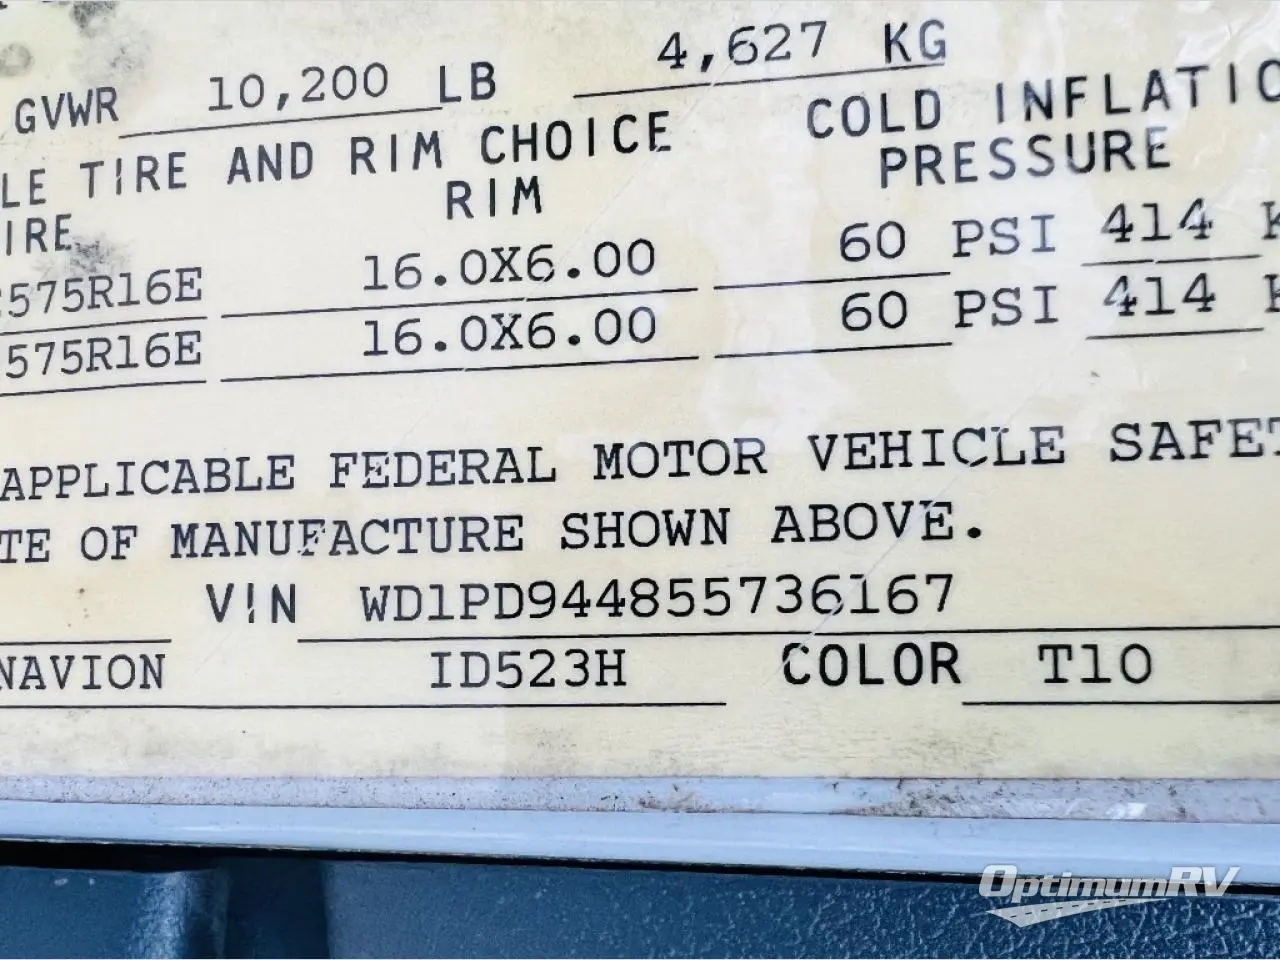 GVWR 10,200 LB 4,627 KG
LE TIRE AND RIM CHOICE COLD INFLATIO
IRE RIM PRESSURE
575R16E 16.0X6.00 60 PSI 414 K
575R16E 16.0X6.00 60 PSI 414 K
APPLICABLE FEDERAL MOTOR VEHICLE SAFET
TE OF MANUFACTURE SHOWN ABOVE.
VIN WD1PD944855736167
NAVION ID523H COLOR T10
OptimumRV